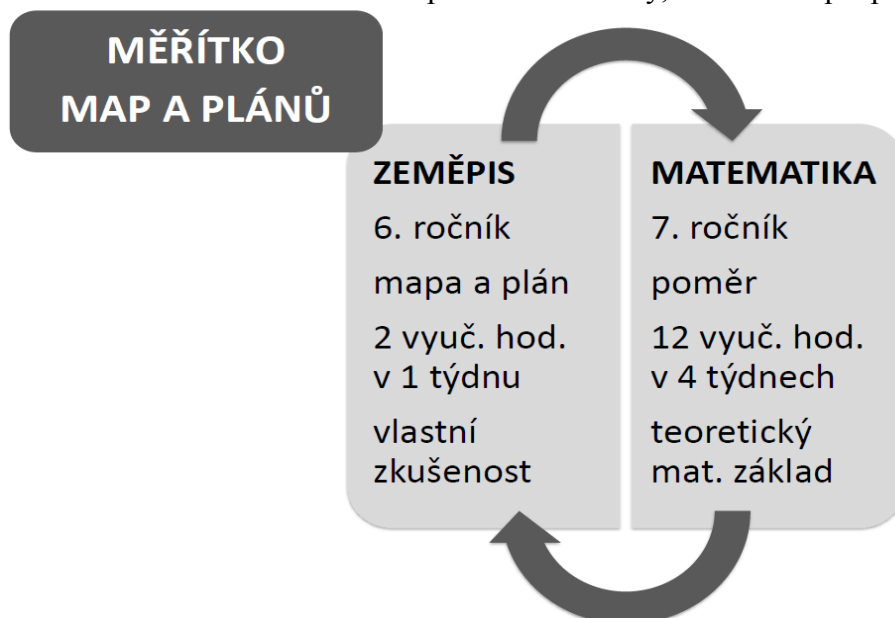 MĚŘÍTKO
MAP A PLÁNŮ
ZEMĚPIS
6. ročník
mapa a plán
2 vyuč. hod.
v 1 týdnu
vlastní
zkušenost
MATEMATIKA
7. ročník
poměr
12 vyuč. hod.
v 4 týdnech
teoretický
mat. základ